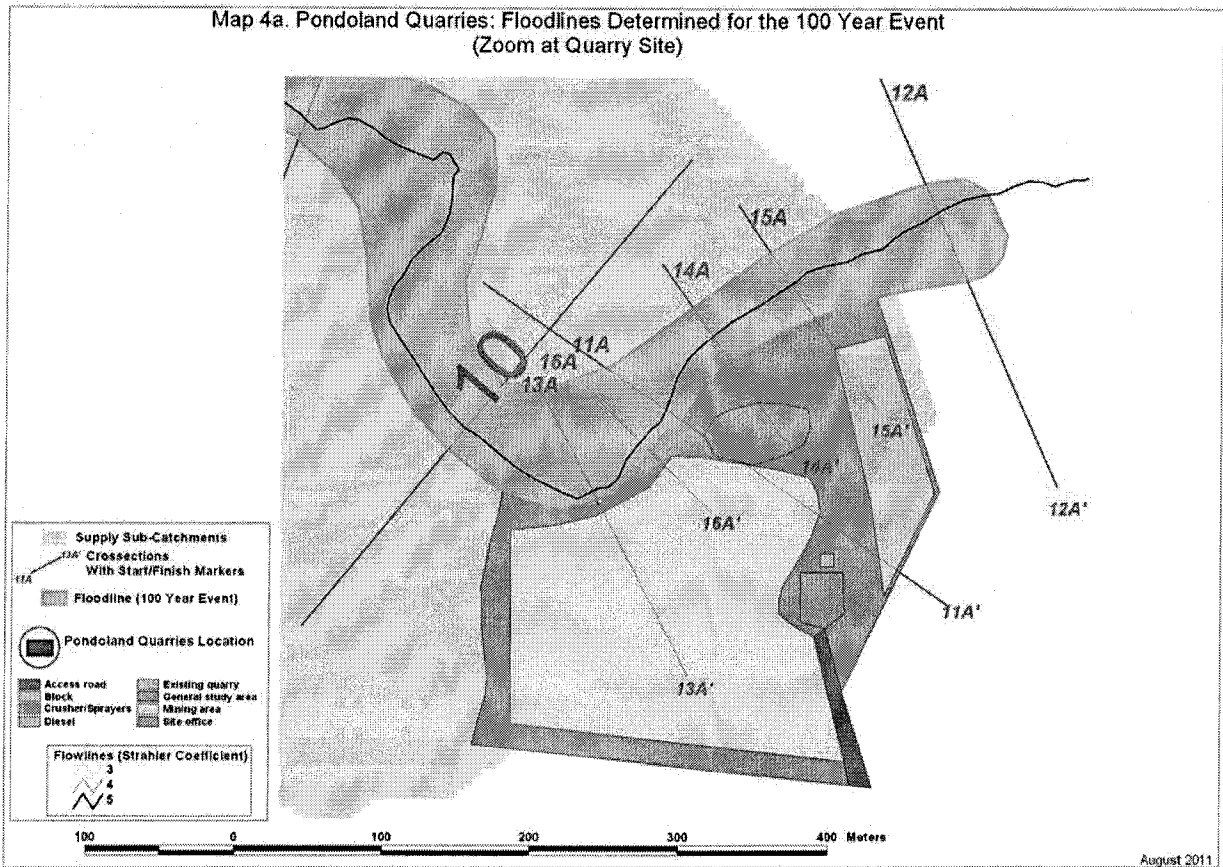 Map 4a. Pondoland Quarries: Floodlines Determined for the 100 Year Event
(Zoom at Quarry Site)
12A
15A
14A
11A
16A
13A
10
15A'
14A'
16A'
12A'
11A'
13A'
Supply Sub-Catchments
13A' Crossections
11A With Start/Finish Markers
Floodline (100 Year Event)
Pondoland Quarries Location
Access road
Block
Crusher/Sprayers
Diesel
Existing quarry
General study area
Mining area
Site office
Flowlines (Strahler Coefficient)
3
4
5
100 0 100 200 300 400 Meters
August 2011